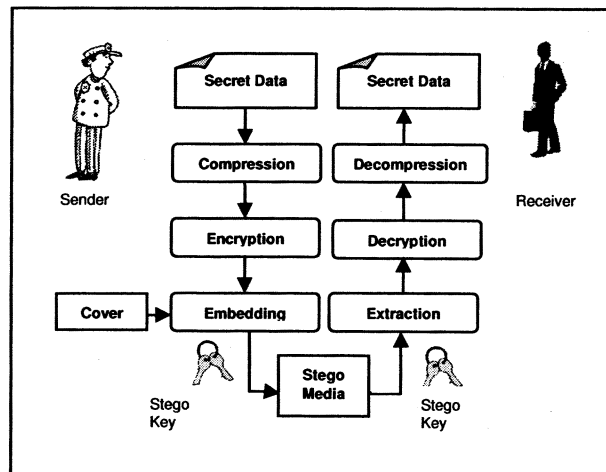 Secret Data
Secret Data
Compression
Decompression
Sender
Receiver
Encryption
Decryption
Cover
Embedding
Extraction
Stego
Media
Stego
Key
Stego
Key